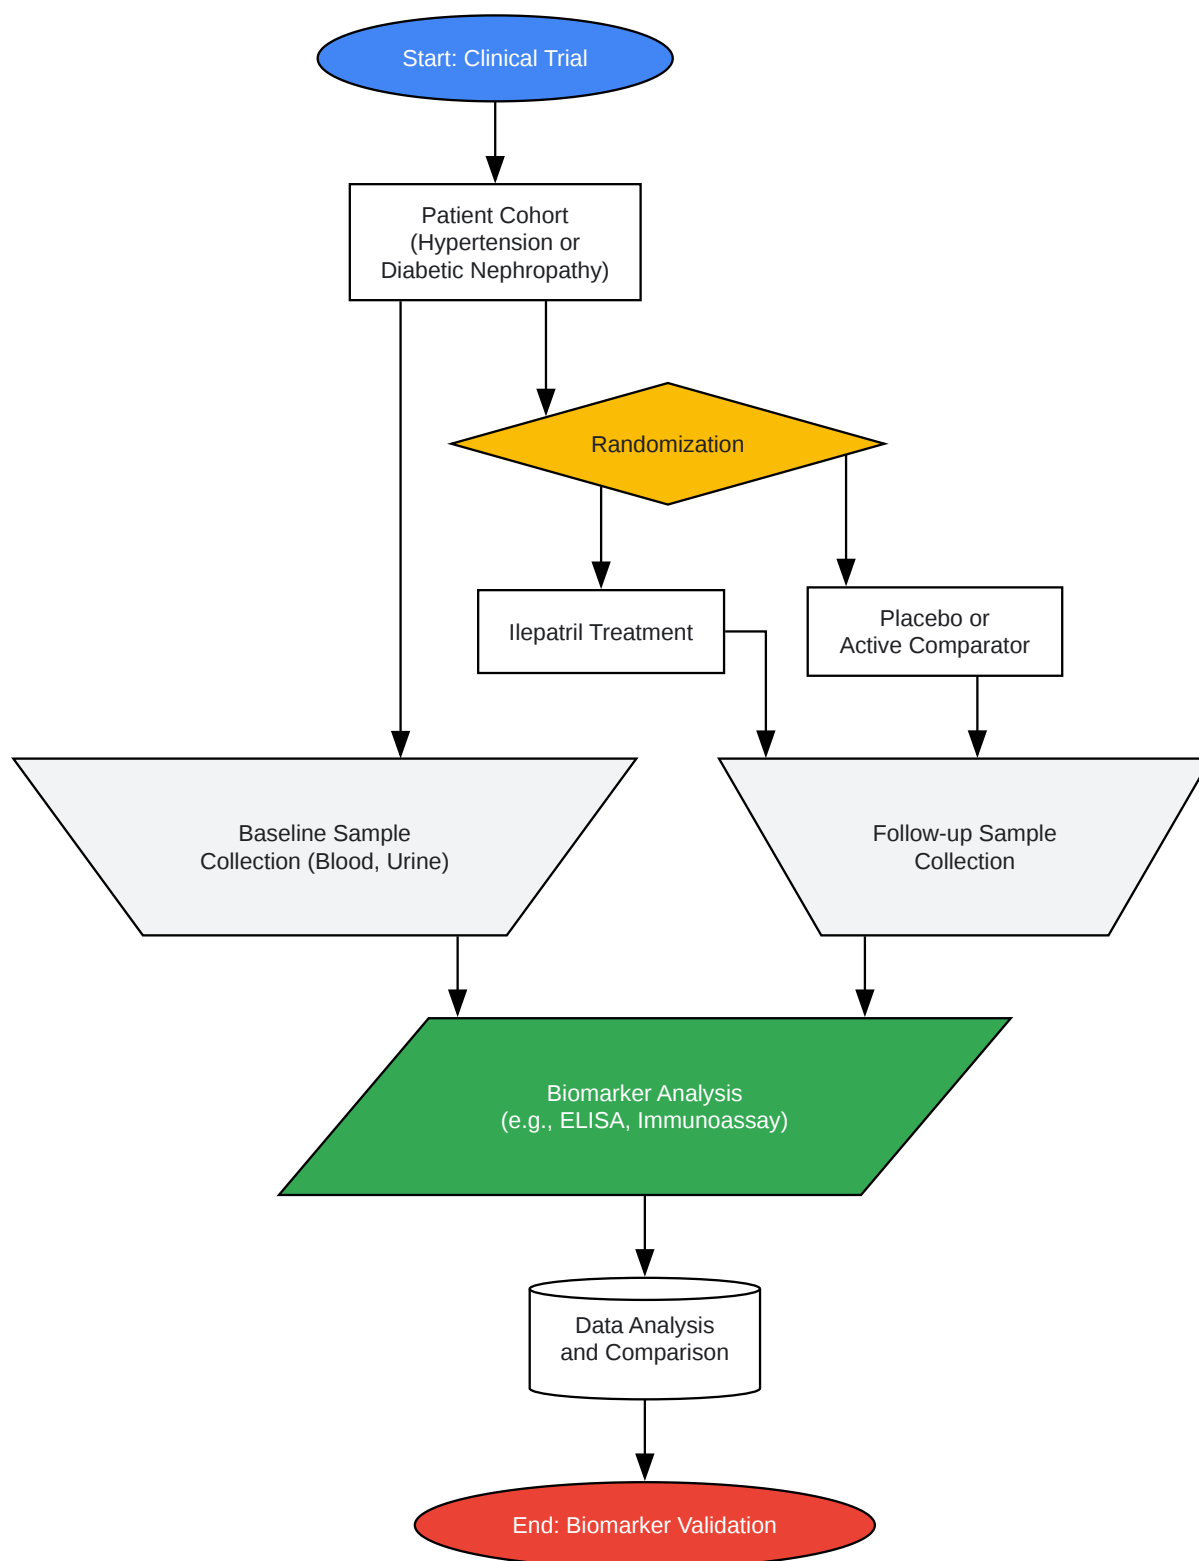 Start: Clinical Trial
Patient Cohort
(Hypertension or
Diabetic Nephropathy)
Randomization
Ilepatril Treatment
Placebo or
Active Comparator
Baseline Sample
Collection (Blood, Urine)
Follow-up Sample
Collection
Biomarker Analysis
(e.g., ELISA, Immunoassay)
Data Analysis
and Comparison
End: Biomarker Validation